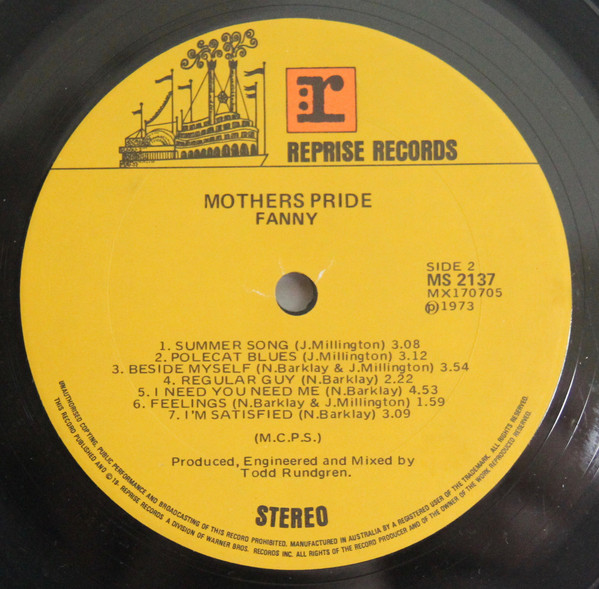 r
REPRISE RECORDS
MOTHERS PRIDE
FANNY
SIDE 2
MS 2137
MX170705
℗1973
1. SUMMER SONG (J.Millington) 3.08
2. POLECAT BLUES (J.Millington) 3.12
3. BESIDE MYSELF (N.Barklay & J.Millington) 3.54
4. REGULAR GUY (N.Barklay) 2.22
5. I NEED YOU NEED ME (N.Barklay) 4.53
6. FEELINGS (N.Barklay & J.Millington) 1.59
7. I'M SATISFIED (N.Barklay) 3.09
(M.C.P.S.)
Produced, Engineered and Mixed by
Todd Rundgren.
STEREO
UNAUTHORISED COPYING, PUBLIC PERFORMANCE AND BROADCASTING OF THIS RECORD PROHIBITED. MANUFACTURED IN AUSTRALIA BY A REGISTERED USER OF THE TRADEMARK. ALL RIGHTS RESERVED.
THIS RECORD PUBLISHED AND © 19- REPRISE RECORDS A DIVISION OF WARNER BROS. RECORDS INC. ALL RIGHTS OF THE RECORD PRODUCER AND OF THE OWNER OF THE WORK REPRODUCED RESERVED.